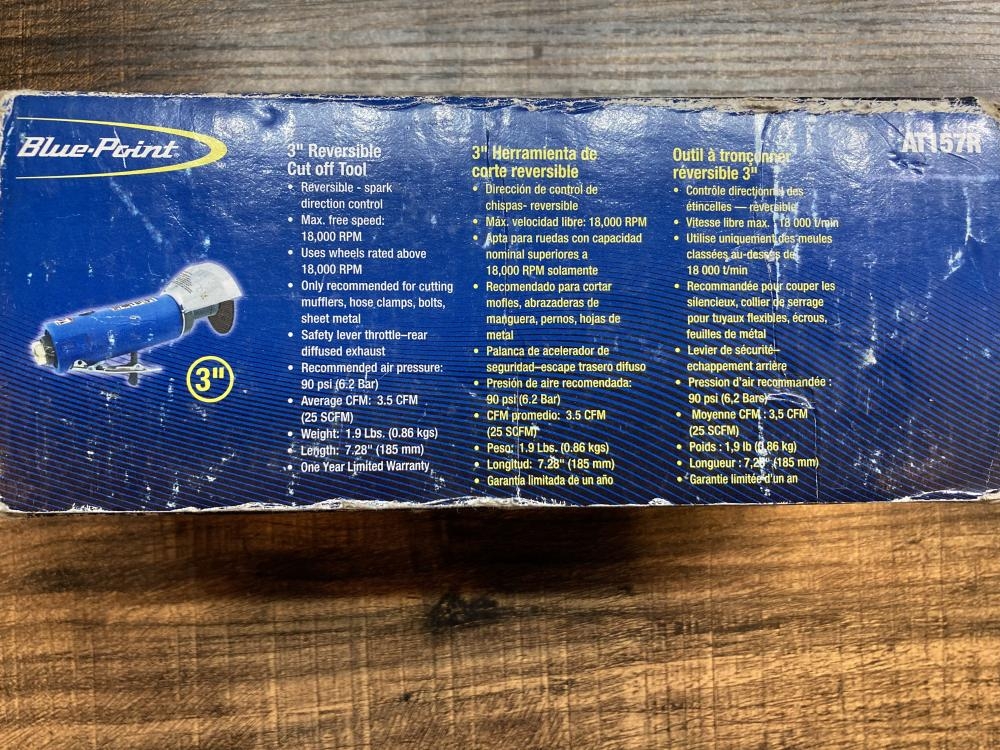 Blue-Point®
AT157R
3"
3" Reversible
Cut off Tool
• Reversible - spark
direction control
• Max. free speed:
18,000 RPM
• Uses wheels rated above
18,000 RPM
• Only recommended for cutting
mufflers, hose clamps, bolts,
sheet metal
• Safety lever throttle–rear
diffused exhaust
• Recommended air pressure:
90 psi (6.2 Bar)
• Average CFM: 3.5 CFM
(25 SCFM)
• Weight: 1.9 Lbs. (0.86 kgs)
• Length: 7.28" (185 mm)
• One Year Limited Warranty
3" Herramienta de
corte reversible
• Dirección de control de
chispas- reversible
• Máx. velocidad libre: 18,000 RPM
• Apta para ruedas con capacidad
nominal superiores a
18,000 RPM solamente
• Recomendado para cortar
mofles, abrazaderas de
manguera, pernos, hojas de
metal
• Palanca de acelerador de
seguridad–escape trasero difuso
• Presión de aire recomendada:
90 psi (6.2 Bar)
• CFM promedio: 3.5 CFM
(25 SCFM)
• Peso: 1.9 Lbs. (0.86 kgs)
• Longitud: 7.28" (185 mm)
• Garantía limitada de un año
Outil à tronçonner
réversible 3"
• Contrôle directionnel des
étincelles — réversible
• Vitesse libre max. : 18 000 t/min
• Utilise uniquement des meules
classées au-dessus de
18 000 t/min
• Recommandée pour couper les
silencieux, collier de serrage
pour tuyaux flexibles, écrous,
feuilles de métal
• Levier de sécurité–
echappement arrière
• Pression d'air recommandée :
90 psi (6,2 Bars)
• Moyenne CFM : 3,5 CFM
(25 SCFM)
• Poids : 1,9 lb (0,86 kg)
• Longueur : 7,28" (185 mm)
• Garantie limitée d'un an